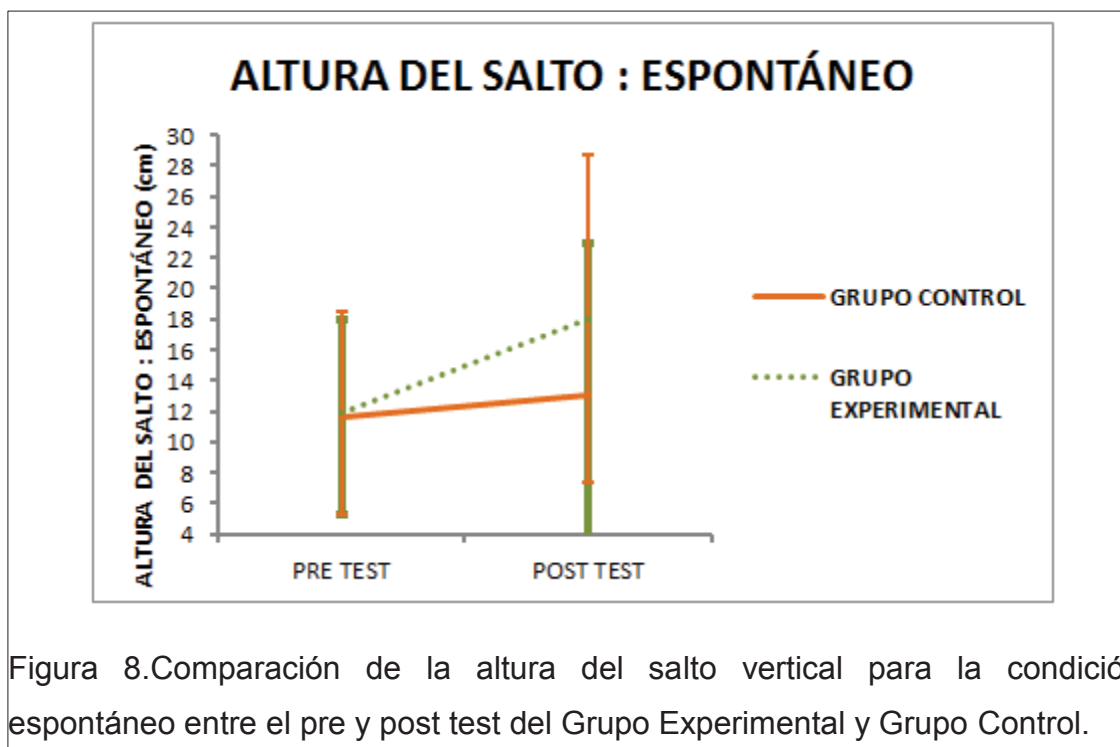 ALTURA DEL SALTO : ESPONTÁNEO
ALTURA DEL SALTO : ESPONTÁNEO (cm)
30
28
26
24
22
20
18
16
14
12
10
8
6
4
PRE TEST
POST TEST
GRUPO CONTROL
GRUPO
EXPERIMENTAL
Figura 8.Comparación de la altura del salto vertical para la condició
espontáneo entre el pre y post test del Grupo Experimental y Grupo Control.